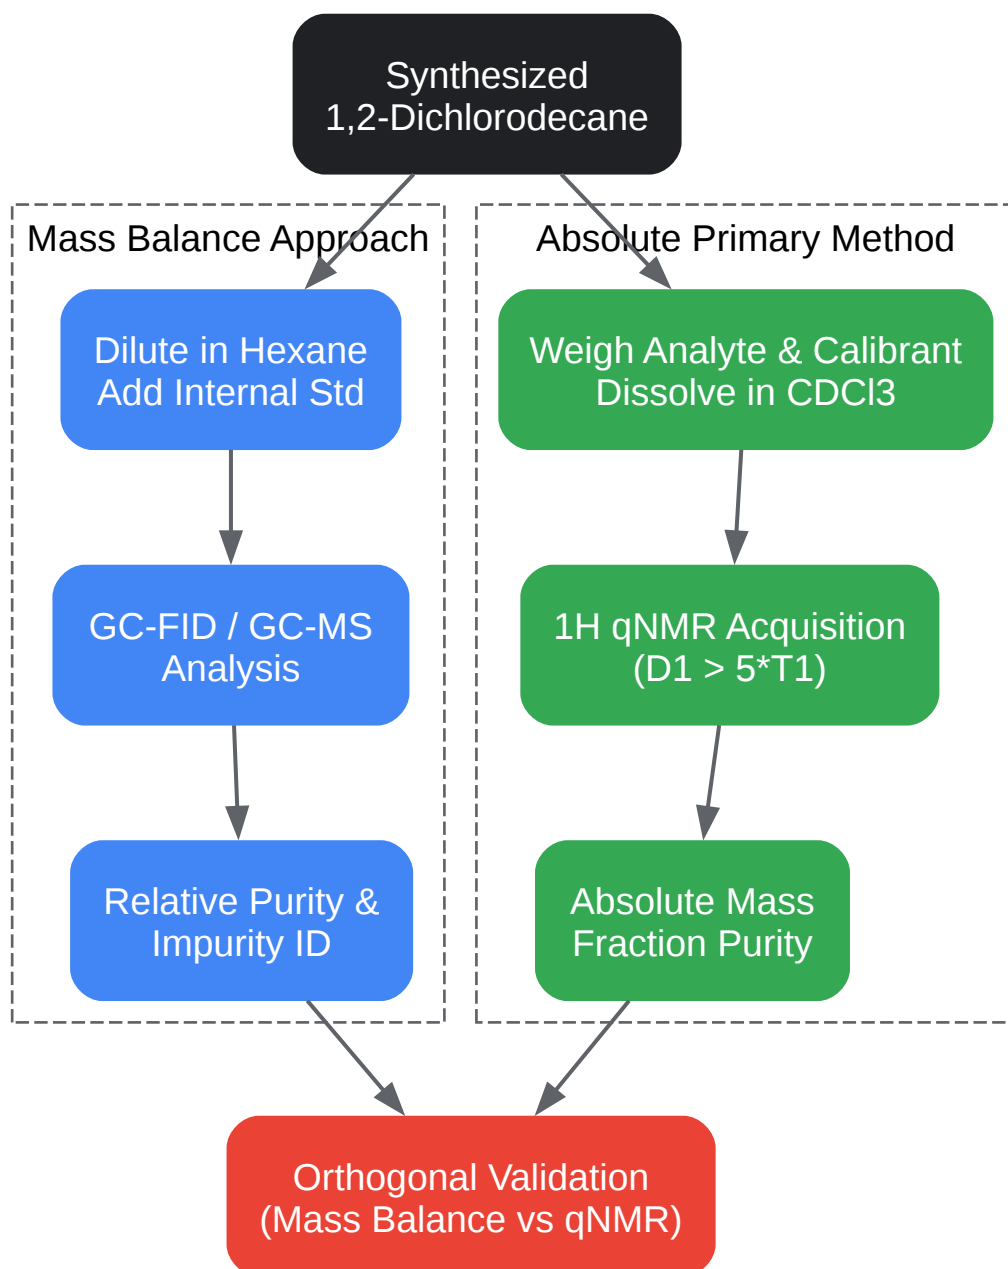 Synthesized
1,2-Dichlorodecane
Mass Balance Approach
Dilute in Hexane
Add Internal Std
GC-FID / GC-MS
Analysis
Relative Purity &
Impurity ID
Absolute Primary Method
Weigh Analyte & Calibrant
Dissolve in CDCl3
1H qNMR Acquisition
(D1 > 5*T1)
Absolute Mass
Fraction Purity
Orthogonal Validation
(Mass Balance vs qNMR)